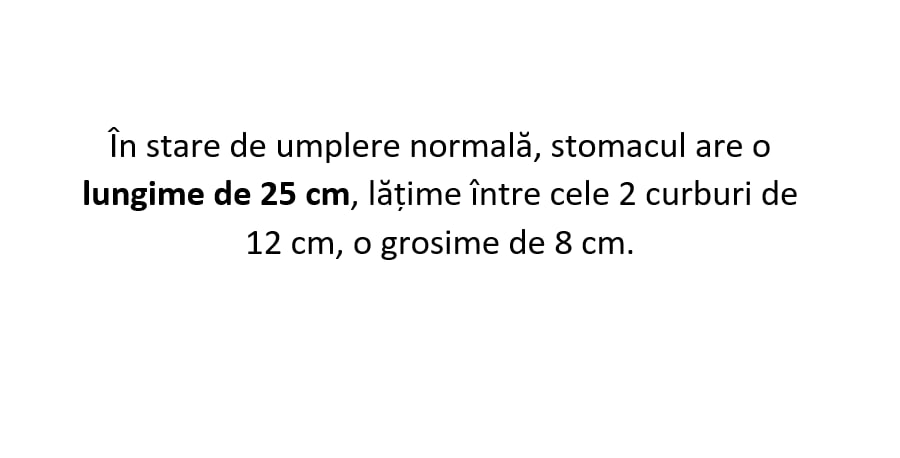 În stare de umplere normală, stomacul are o
lungime de 25 cm, lățime între cele 2 curburi de
12 cm, o grosime de 8 cm.